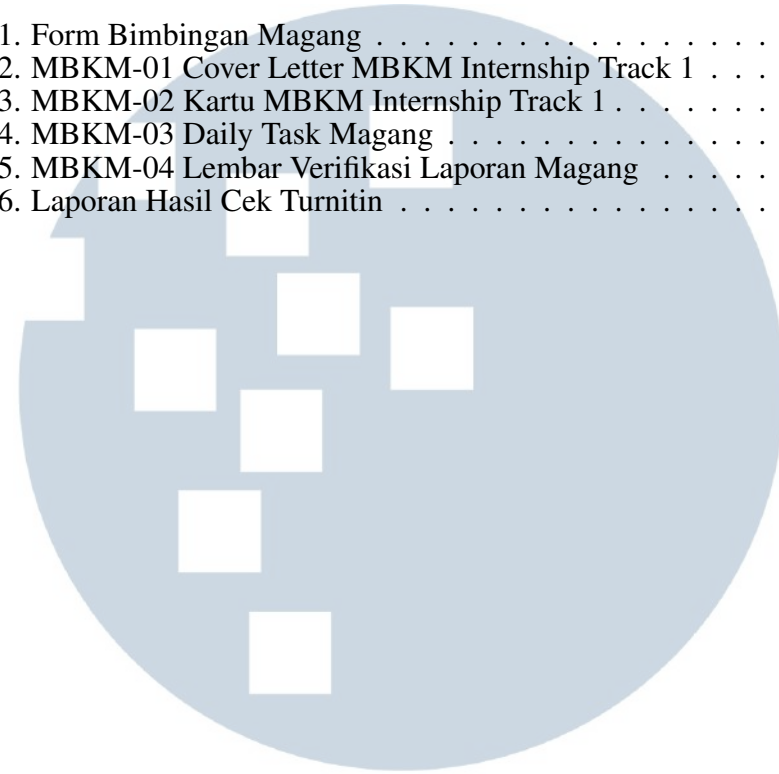 1. Form Bimbingan Magang . . . . . . . . . . . . . . . . .
2. MBKM-01 Cover Letter MBKM Internship Track 1 . . .
3. MBKM-02 Kartu MBKM Internship Track 1 . . . . . . .
4. MBKM-03 Daily Task Magang . . . . . . . . . . . . . .
5. MBKM-04 Lembar Verifikasi Laporan Magang . . . . .
6. Laporan Hasil Cek Turnitin . . . . . . . . . . . . . . . .